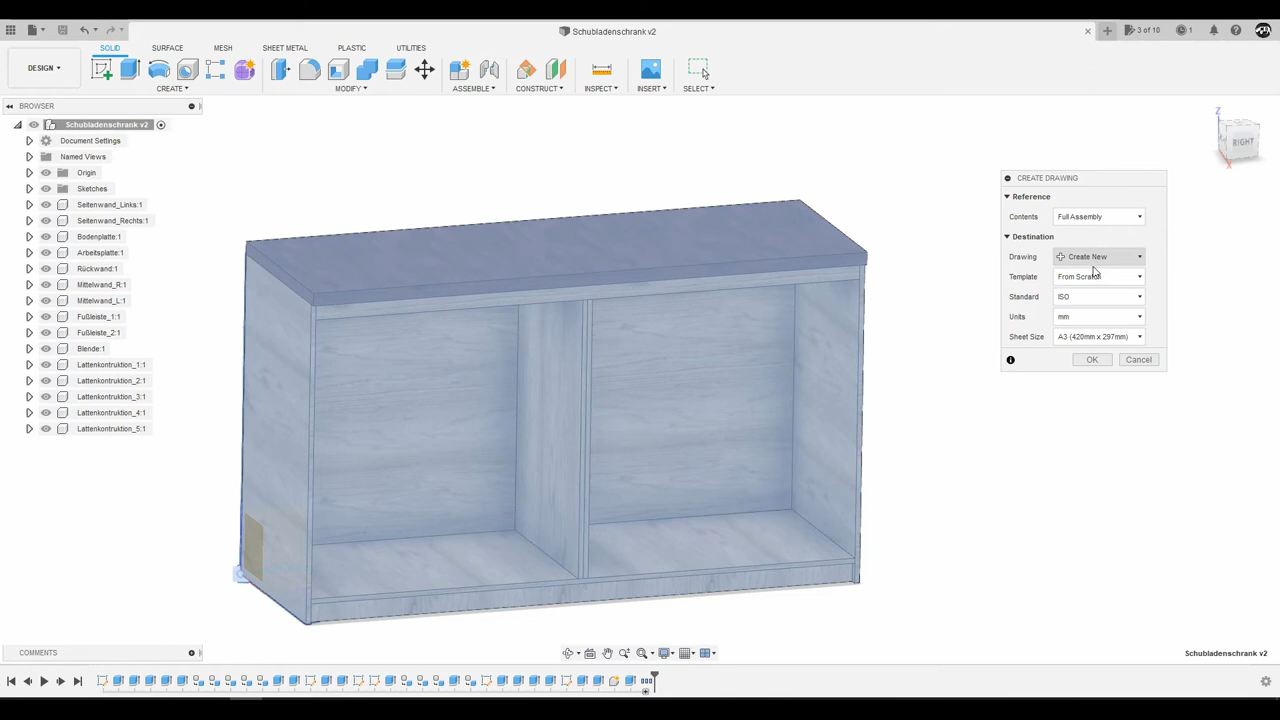 Schubladenschrank v2
3 of 10
1
DESIGN
SOLID
SURFACE
MESH
SHEET METAL
PLASTIC
UTILITIES
CREATE
MODIFY
ASSEMBLE
CONSTRUCT
INSPECT
INSERT
SELECT
BROWSER
Schubladenschrank v2
Document Settings
Named Views
Origin
Sketches
Seitenwand_Links:1
Seitenwand_Rechts:1
Bodenplatte:1
Arbeitsplatte:1
Rückwand:1
Mittelwand_R:1
Mittelwand_L:1
Fußleiste_1:1
Fußleiste_2:1
Blende:1
Lattenkontruktion_1:1
Lattenkontruktion_2:1
Lattenkontruktion_3:1
Lattenkontruktion_4:1
Lattenkontruktion_5:1
Z
RIGHT
X
CREATE DRAWING
Reference
Contents Full Assembly
Destination
Drawing Create New
Template From Scratch
Standard ISO
Units mm
Sheet Size A3 (420mm x 297mm)
OK Cancel
COMMENTS
Schubladenschrank v2